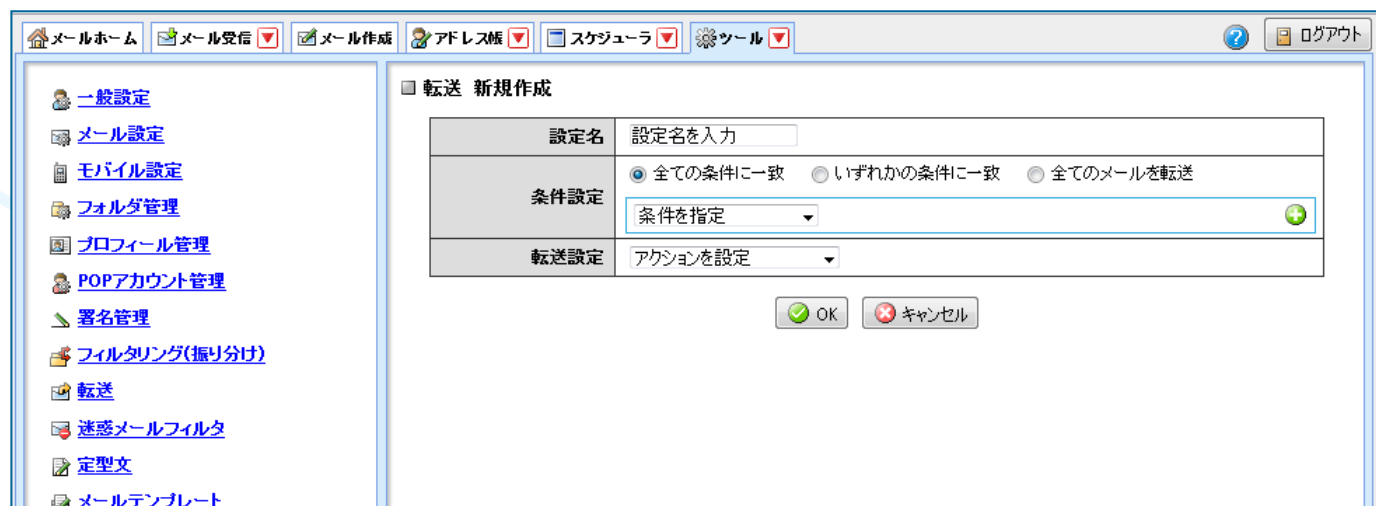 メールホーム メール受信 メール作成 アドレス帳 スケジューラ ツール ? ログアウト
一般設定
メール設定
モバイル設定
フォルダ管理
プロフィール管理
POPアカウント管理
署名管理
フィルタリング(振り分け)
転送
迷惑メールフィルタ
定型文
メールテンプレート
転送 新規作成
設定名 設定名を入力
条件設定 全ての条件に一致 いずれかの条件に一致 全てのメールを転送
条件を指定
転送設定 アクションを設定
OK キャンセル